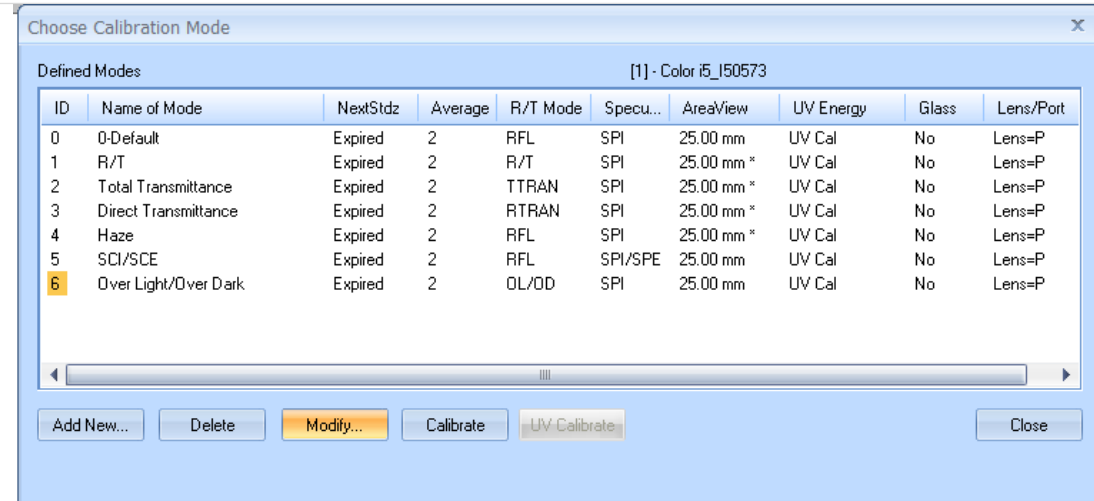 Choose Calibration Mode x
Defined Modes [1] - Color i5_I50573
ID Name of Mode NextStdz Average R/T Mode Specu... AreaView UV Energy Glass Lens/Port
0 0-Default Expired 2 RFL SPI 25.00 mm UV Cal No Lens=P
1 R/T Expired 2 R/T SPI 25.00 mm * UV Cal No Lens=P
2 Total Transmittance Expired 2 TTRAN SPI 25.00 mm * UV Cal No Lens=P
3 Direct Transmittance Expired 2 RTRAN SPI 25.00 mm * UV Cal No Lens=P
4 Haze Expired 2 RFL SPI 25.00 mm * UV Cal No Lens=P
5 SCI/SCE Expired 2 RFL SPI/SPE 25.00 mm UV Cal No Lens=P
6 Over Light/Over Dark Expired 2 OL/OD SPI 25.00 mm UV Cal No Lens=P
Add New... Delete Modify... Calibrate UV Calibrate Close